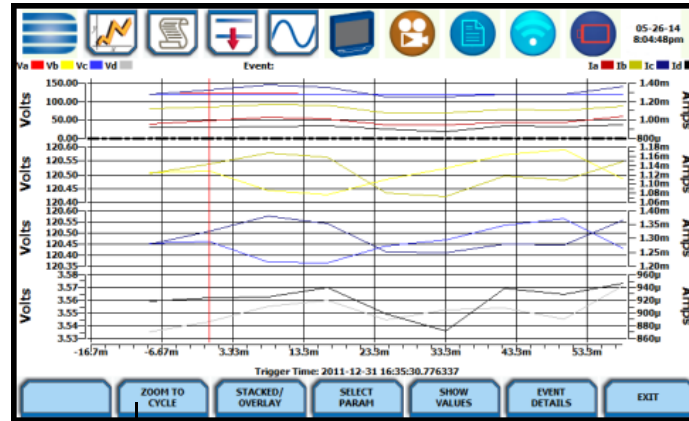 05-26-14
8:04:48pm
Va Vb Vc Vd Event: Ia Ib Ic Id
150.00 1.40m
100.00 1.20m
50.00 1.00m
0.00 800µ
Volts Amps
120.60 1.18m
120.55 1.16m
1.14m
120.50 1.12m
1.10m
120.45 1.08m
120.40 1.06m
Volts Amps
120.60 1.40m
120.55 1.35m
120.50 1.30m
120.45
120.40 1.25m
120.35 1.20m
Volts Amps
3.58 960µ
3.57 940µ
3.56 920µ
3.55 900µ
3.54 880µ
3.53 860µ
Volts Amps
-16.7m -6.67m 3.33m 13.3m 23.3m 33.3m 43.3m 53.3m
Trigger Time: 2011-12-31 16:35:30.776337
ZOOM TO CYCLE
STACKED/ OVERLAY
SELECT PARAM
SHOW VALUES
EVENT DETAILS
EXIT